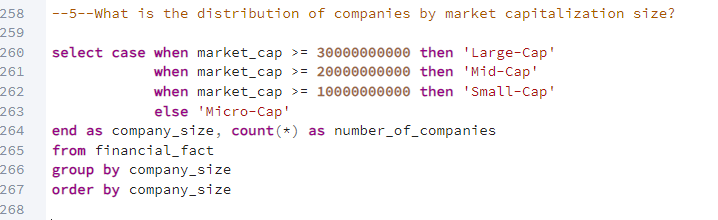 258 --5--What is the distribution of companies by market capitalization size?
259
260 select case when market_cap >= 30000000000 then 'Large-Cap'
261 when market_cap >= 20000000000 then 'Mid-Cap'
262 when market_cap >= 10000000000 then 'Small-Cap'
263 else 'Micro-Cap'
264 end as company_size, count(*) as number_of_companies
265 from financial_fact
266 group by company_size
267 order by company_size
268